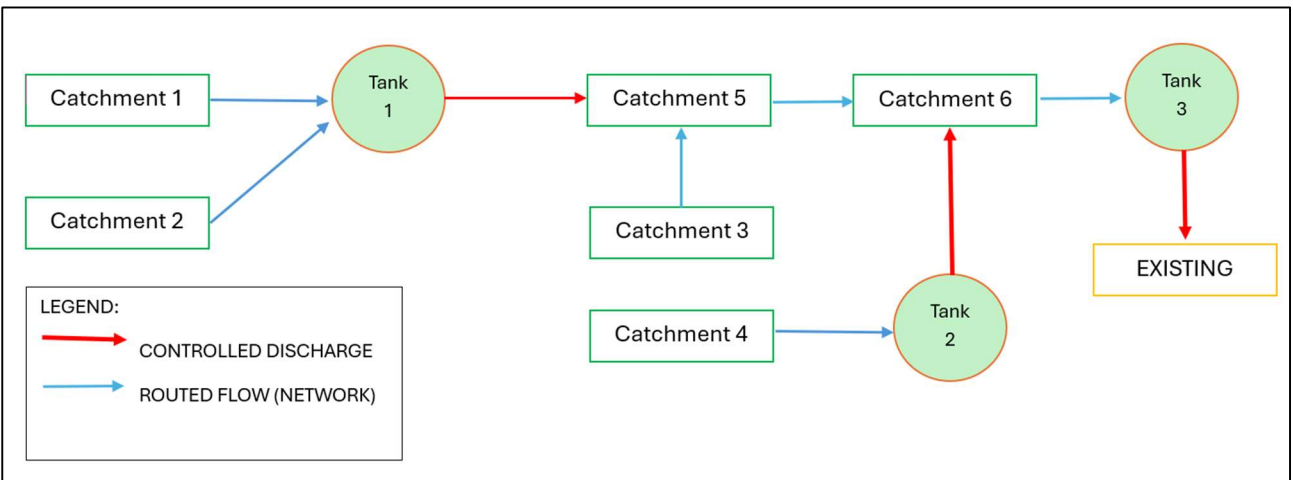 Catchment 1
Tank
1
Catchment 5
Catchment 6
Tank
3
Catchment 2
Catchment 3
EXISTING
Catchment 4
Tank
2
LEGEND:
CONTROLLED DISCHARGE
ROUTED FLOW (NETWORK)